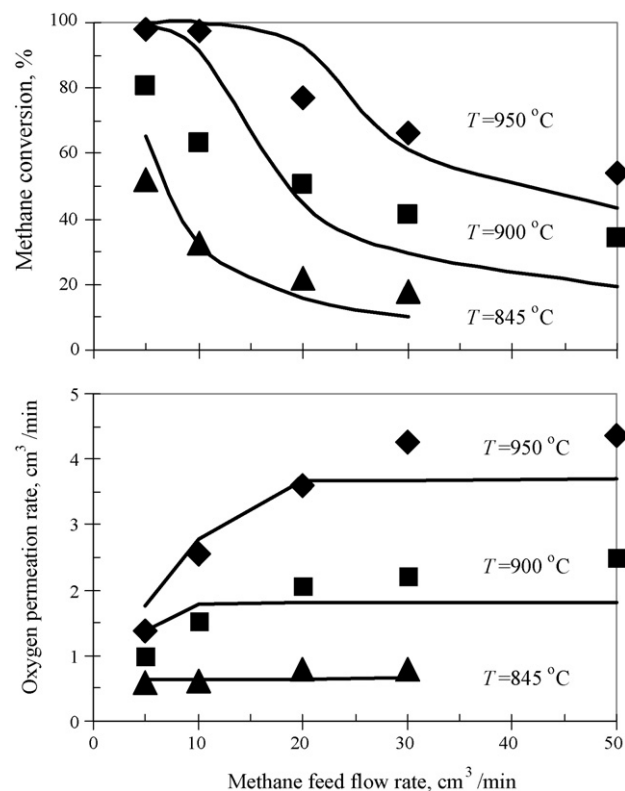 Methane conversion, %
100
80
60
40
20
0
T=950 °C
T=900 °C
T=845 °C
Oxygen permeation rate, cm³ /min
5
4
3
2
1
0
T=950 °C
T=900 °C
T=845 °C
0 10 20 30 40 50
Methane feed flow rate, cm³ /min